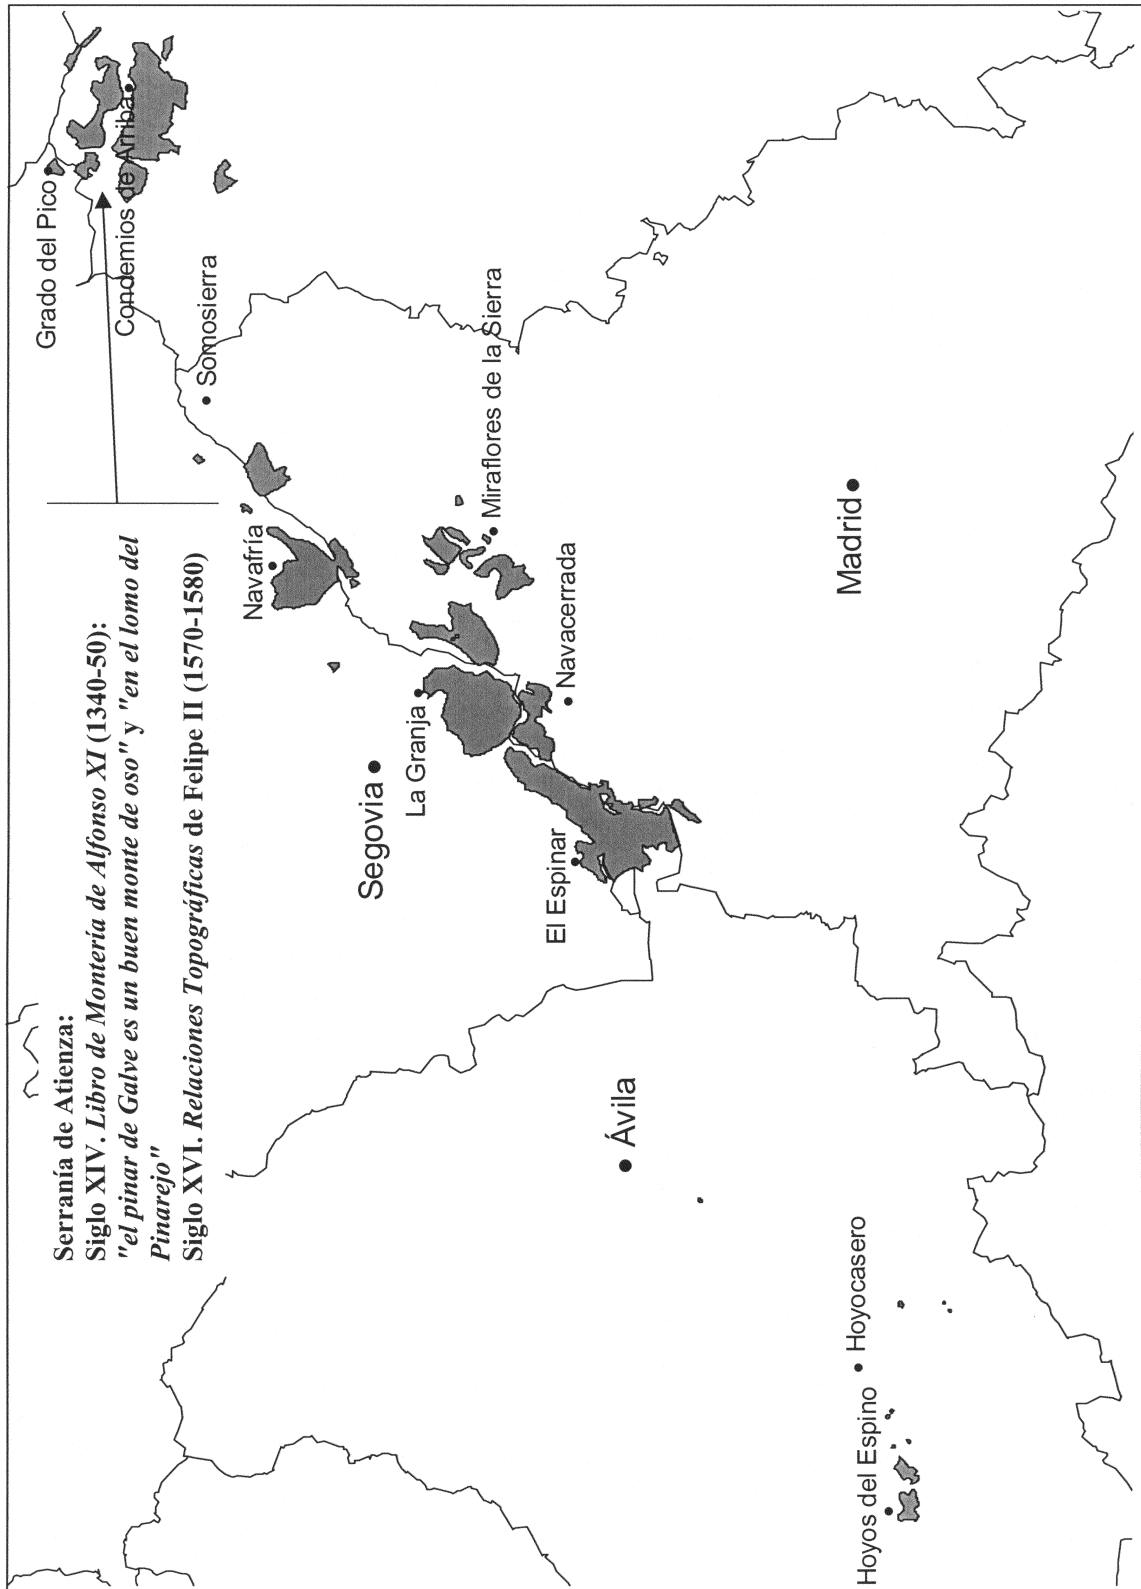 Serranía de Atienza:
Siglo XIV. Libro de Montería de Alfonso XI (1340-50):
"el pinar de Galve es un buen monte de oso" y "en el lomo del
Pinarejo"
Siglo XVI. Relaciones Topográficas de Felipe II (1570-1580)
Grado del Pico
Condemios de Arriba
Somosierra
Navafría
Miraflores de la Sierra
Segovia
La Granja
Navacerrada
El Espinar
Madrid
Ávila
Hoyocasero
Hoyos del Espino